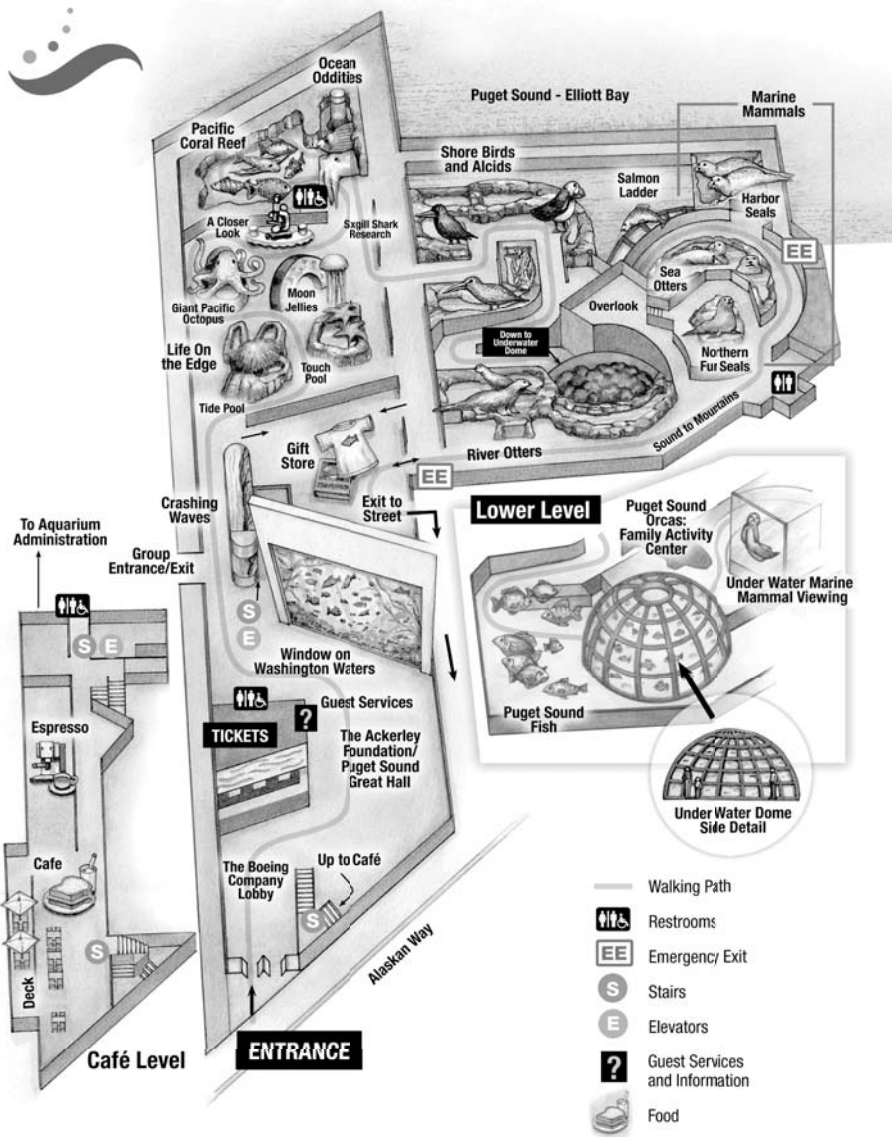 Ocean
Oddities
Puget Sound - Elliott Bay
Marine
Mammals
Pacific
Coral Reef
Shore Birds
and Alcids
Salmon
Ladder
Harbor
Seals
A Closer
Look
Sxgill Shark
Research
EE
Sea
Otters
Giant Pacific
Octopus
Moon
Jellies
Overlook
Down to
Underwater
Dome
Life On
the Edge
Touch
Pool
Northern
Fur Seals
Tide Pool
Gift
Store
River Otters
Sound to Mountains
EE
Crashing
Waves
Exit to
Street
Lower Level
Puget Sound
Orcas:
Family Activity
Center
To Aquarium
Administration
Group
Entrance/Exit
Under Water Marine
Mammal Viewing
S
E
S E
Window on
Washington Waters
Guest Services
?
TICKETS
Espresso
The Ackerley
Foundation/
Puget Sound
Great Hall
Puget Sound
Fish
Under Water Dome
Side Detail
Cafe
The Boeing
Company
Lobby
Up to Café
S
S
Deck
Alaskan Way
Café Level
ENTRANCE
Walking Path
Restrooms
EE Emergency Exit
S Stairs
E Elevators
? Guest Services
and Information
Food